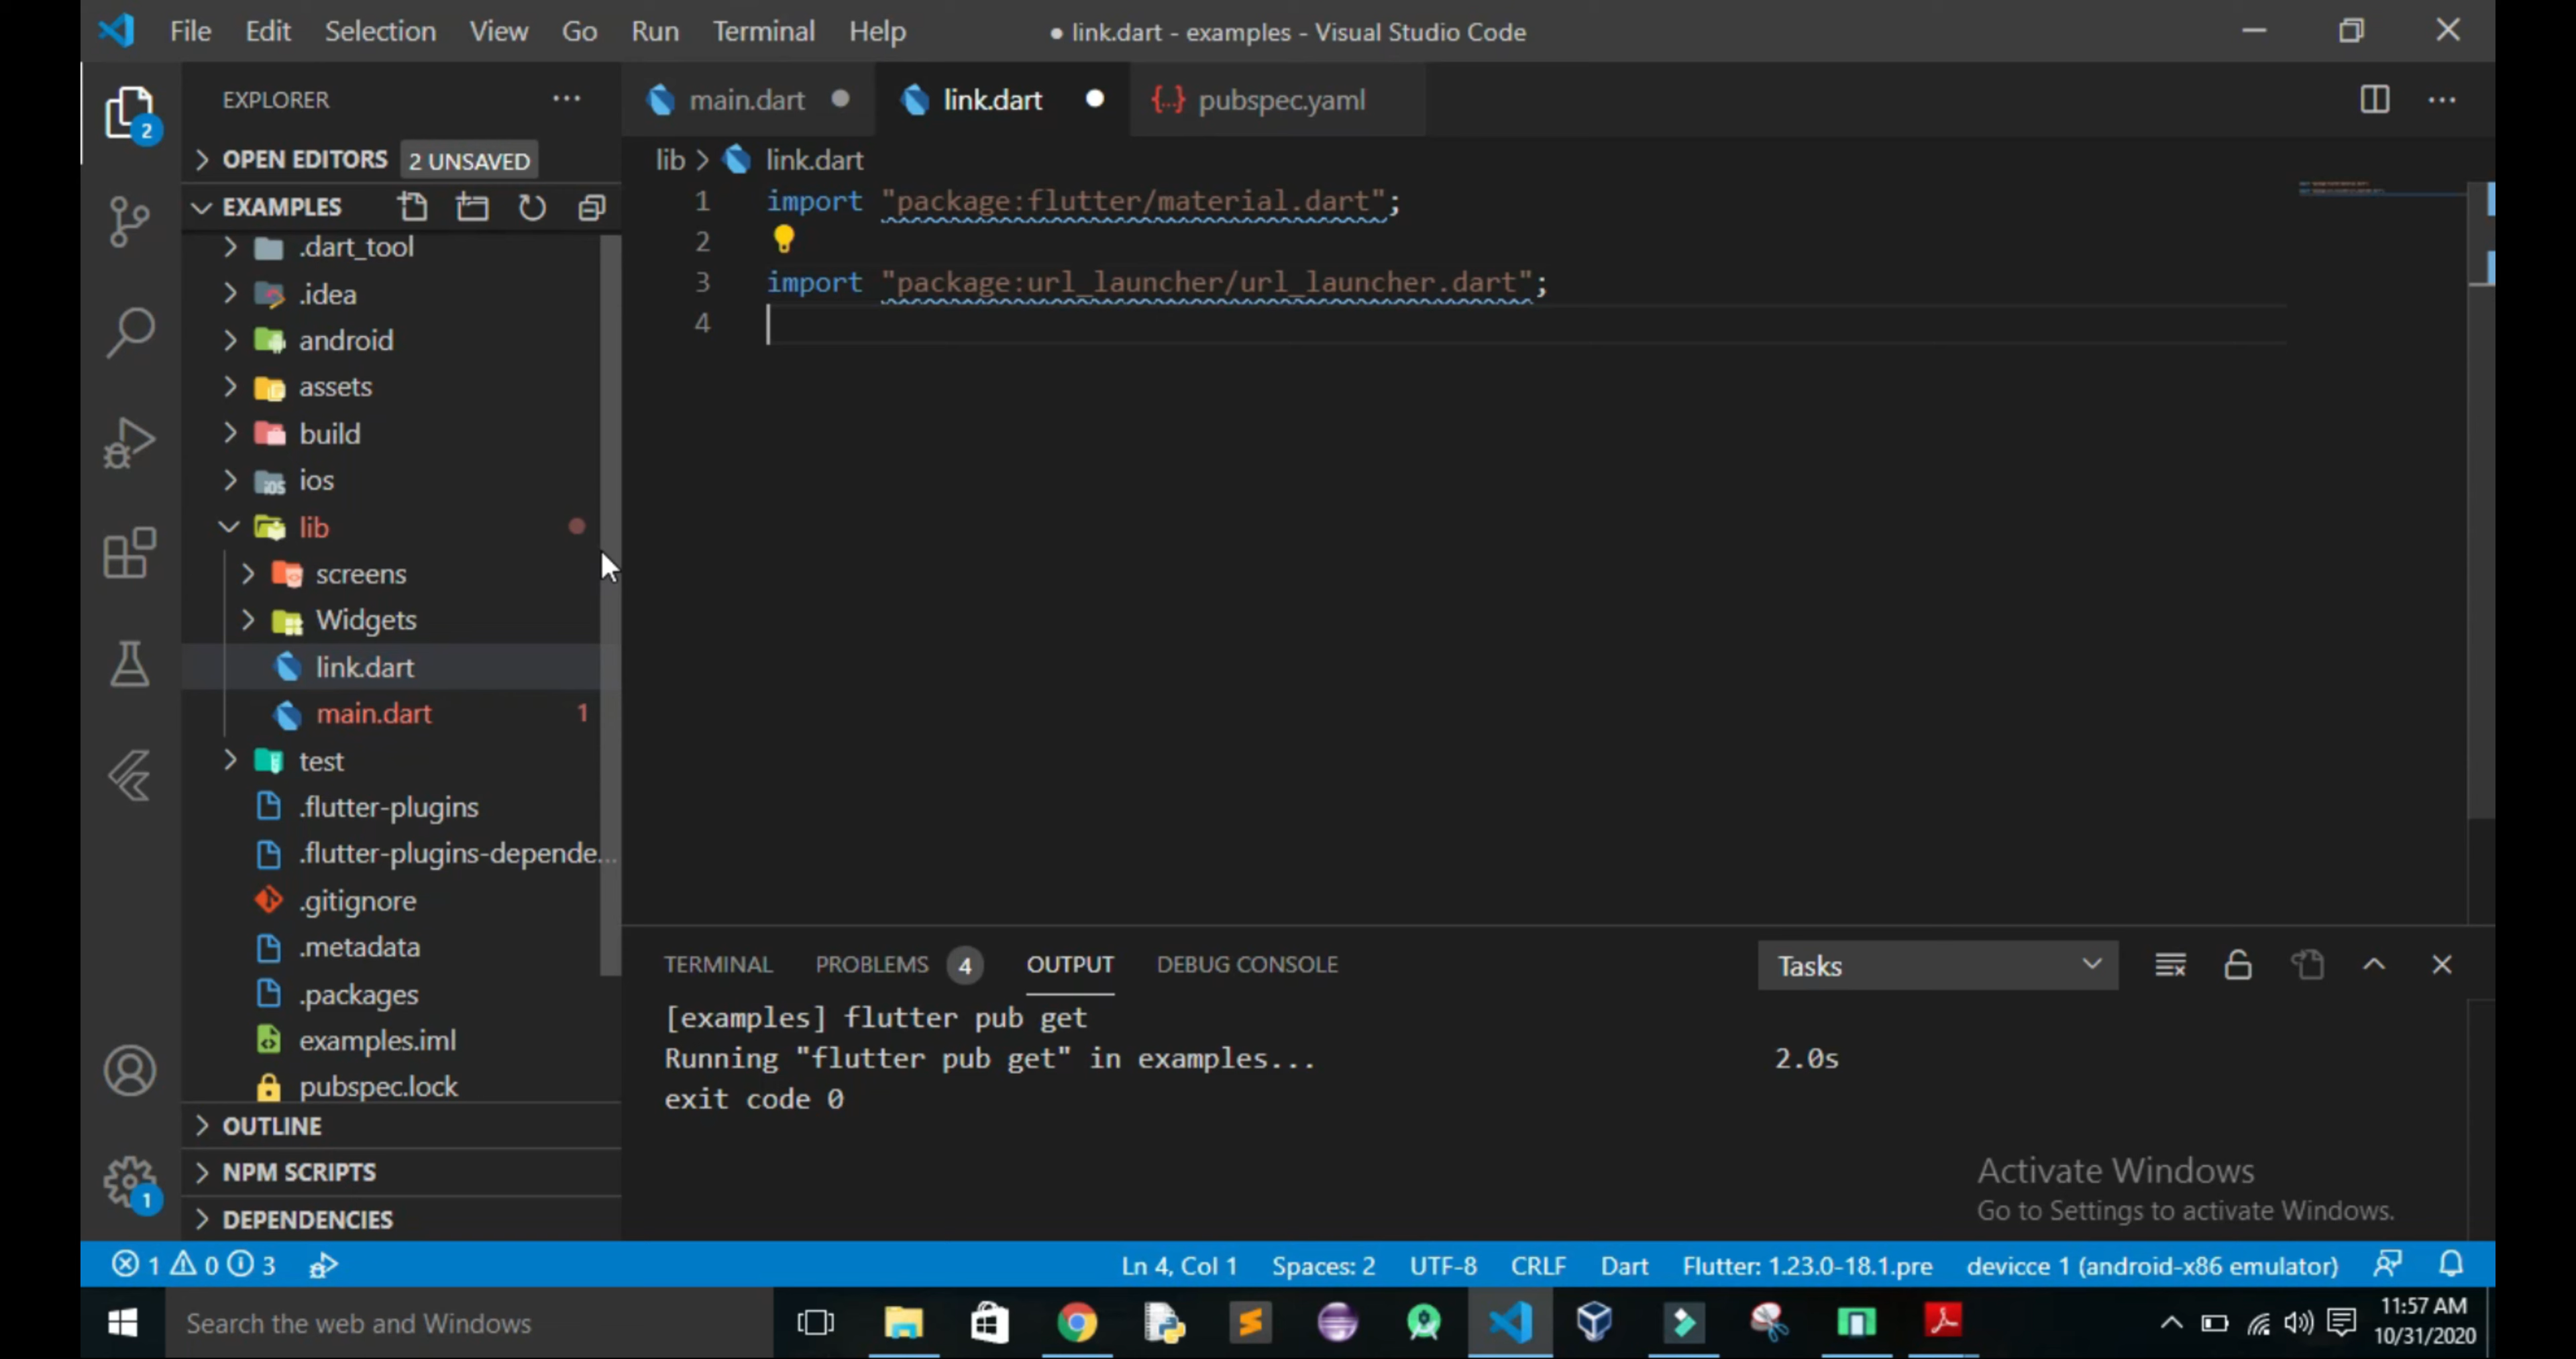 File Edit Selection View Go Run Terminal Help
● link.dart - examples - Visual Studio Code
EXPLORER
OPEN EDITORS 2 UNSAVED
EXAMPLES
.dart_tool
.idea
android
assets
build
ios
lib
screens
Widgets
link.dart
main.dart 1
test
.flutter-plugins
.flutter-plugins-depende...
.gitignore
.metadata
.packages
examples.iml
pubspec.lock
OUTLINE
NPM SCRIPTS
DEPENDENCIES
2
1
main.dart link.dart {..} pubspec.yaml
lib > link.dart
1 import "package:flutter/material.dart";
2
3 import "package:url_launcher/url_launcher.dart";
4
TERMINAL PROBLEMS 4 OUTPUT DEBUG CONSOLE Tasks
[examples] flutter pub get
Running "flutter pub get" in examples... 2.0s
exit code 0
Activate Windows
Go to Settings to activate Windows.
1 0 3 Ln 4, Col 1 Spaces: 2 UTF-8 CRLF Dart Flutter: 1.23.0-18.1.pre devicce 1 (android-x86 emulator)
Search the web and Windows
11:57 AM
10/31/2020